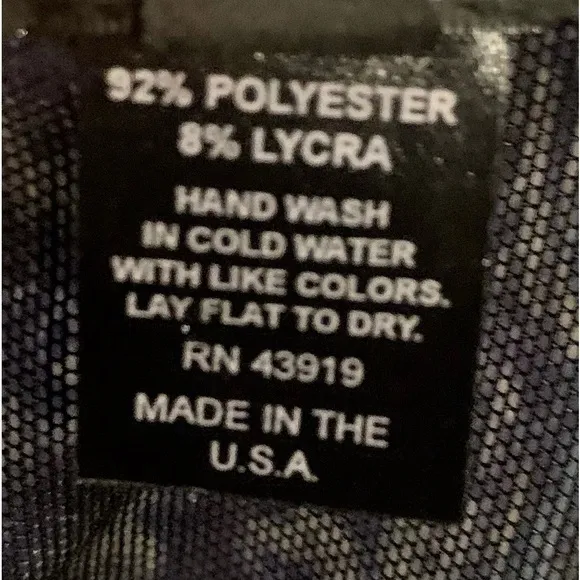 92% POLYESTER
8% LYCRA
HAND WASH
IN COLD WATER
WITH LIKE COLORS.
LAY FLAT TO DRY.
RN 43919
MADE IN THE
U.S.A.